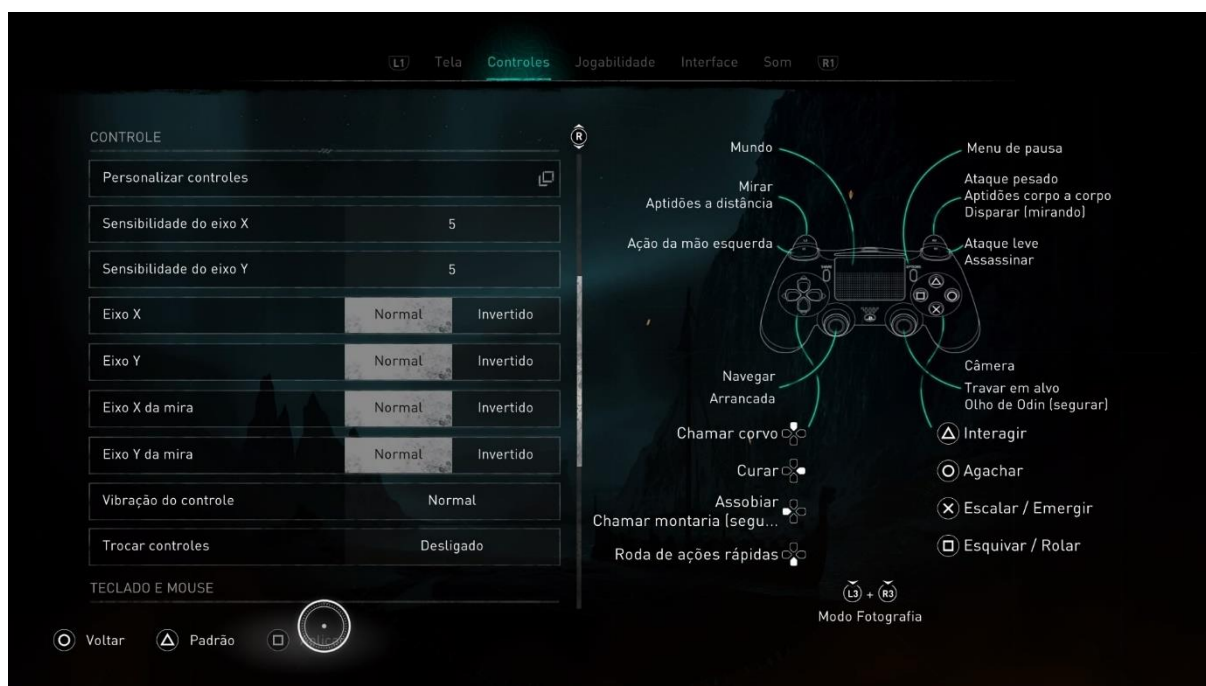 L1 Tela Controles Jogabilidade Interface Som R1
CONTROLE
R
Personalizar controles
Sensibilidade do eixo X 5
Sensibilidade do eixo Y 5
Eixo X Normal Invertido
Eixo Y Normal Invertido
Eixo X da mira Normal Invertido
Eixo Y da mira Normal Invertido
Vibração do controle Normal
Trocar controles Desligado
TECLADO E MOUSE
Voltar Padrão
Mundo
Mirar
Aptidões a distância
Ação da mão esquerda
Menu de pausa
Ataque pesado
Aptidões corpo a corpo
Disparar (mirando)
Ataque leve
Assassinar
Navegar
Arrancada
Câmera
Travar em alvo
Olho de Odin (segurar)
Chamar corvo
Curar
Assobiar
Chamar montaria (segu...
Roda de ações rápidas
Interagir
Agachar
Escalar / Emergir
Esquivar / Rolar
L3 + R3
Modo Fotografia